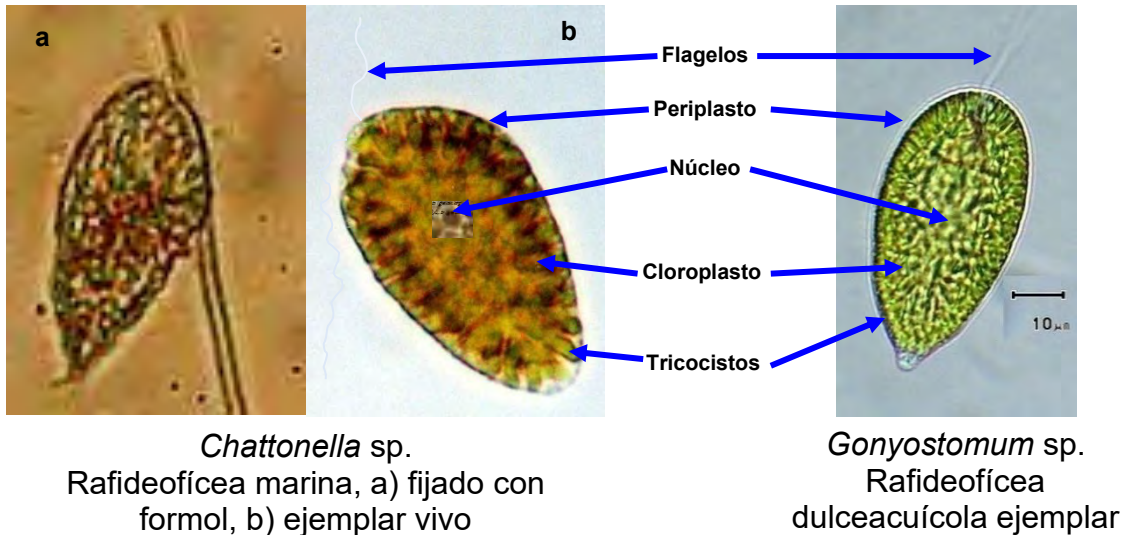 a
b
Flagelos
Periplasto
Núcleo
Cloroplasto
Tricocistos
10µm
Chattonella sp.
Rafideofícea marina, a) fijado con
formol, b) ejemplar vivo
Gonyostomum sp.
Rafideofícea
dulceacuícola ejemplar